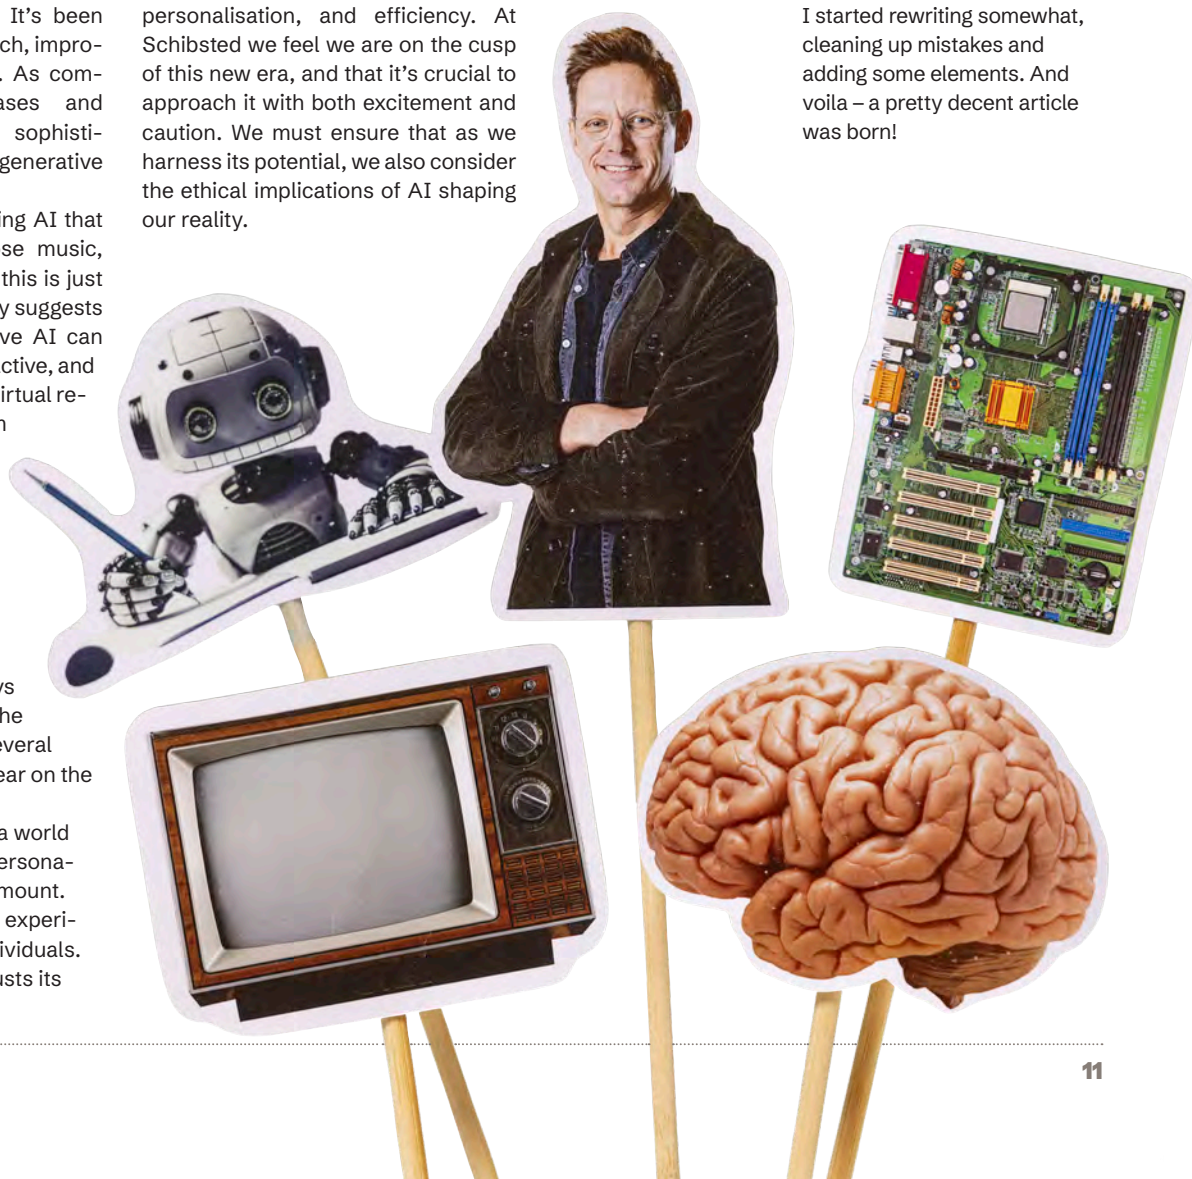 It’s been
ch, impro-
. As com-
ases and
sophisti-
generative
ing AI that
se music,
this is just
y suggests
ve AI can
active, and
irtual re-
n
ys
he
everal
ear on the
a world
ersona-
mount.
experi-
ividuals.
usts its
personalisation, and efficiency. At
Schibsted we feel we are on the cusp
of this new era, and that it’s crucial to
approach it with both excitement and
caution. We must ensure that as we
harness its potential, we also consider
the ethical implications of AI shaping
our reality.
I started rewriting somewhat,
cleaning up mistakes and
adding some elements. And
voila – a pretty decent article
was born!
11